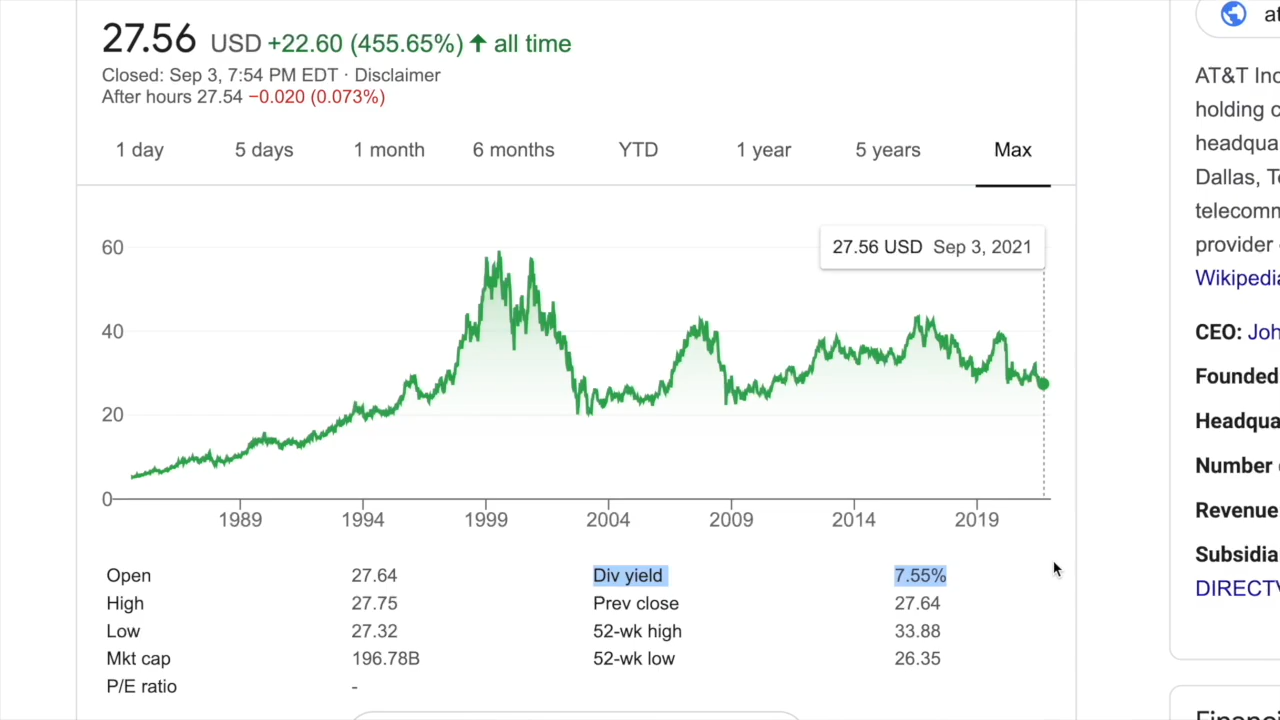 27.56 USD +22.60 (455.65%) ↑ all time
Closed: Sep 3, 7:54 PM EDT · Disclaimer
After hours 27.54 −0.020 (0.073%)
1 day 5 days 1 month 6 months YTD 1 year 5 years Max
27.56 USD Sep 3, 2021
60
40
20
0
1989 1994 1999 2004 2009 2014 2019
Open 27.64 Div yield 7.55%
High 27.75 Prev close 27.64
Low 27.32 52-wk high 33.88
Mkt cap 196.78B 52-wk low 26.35
P/E ratio -
at
AT&T Inc
holding c
headqua
Dallas, T
telecomm
provider
Wikipedia
CEO: Joh
Founded
Headqua
Number
Revenue
Subsidia
DIRECTV